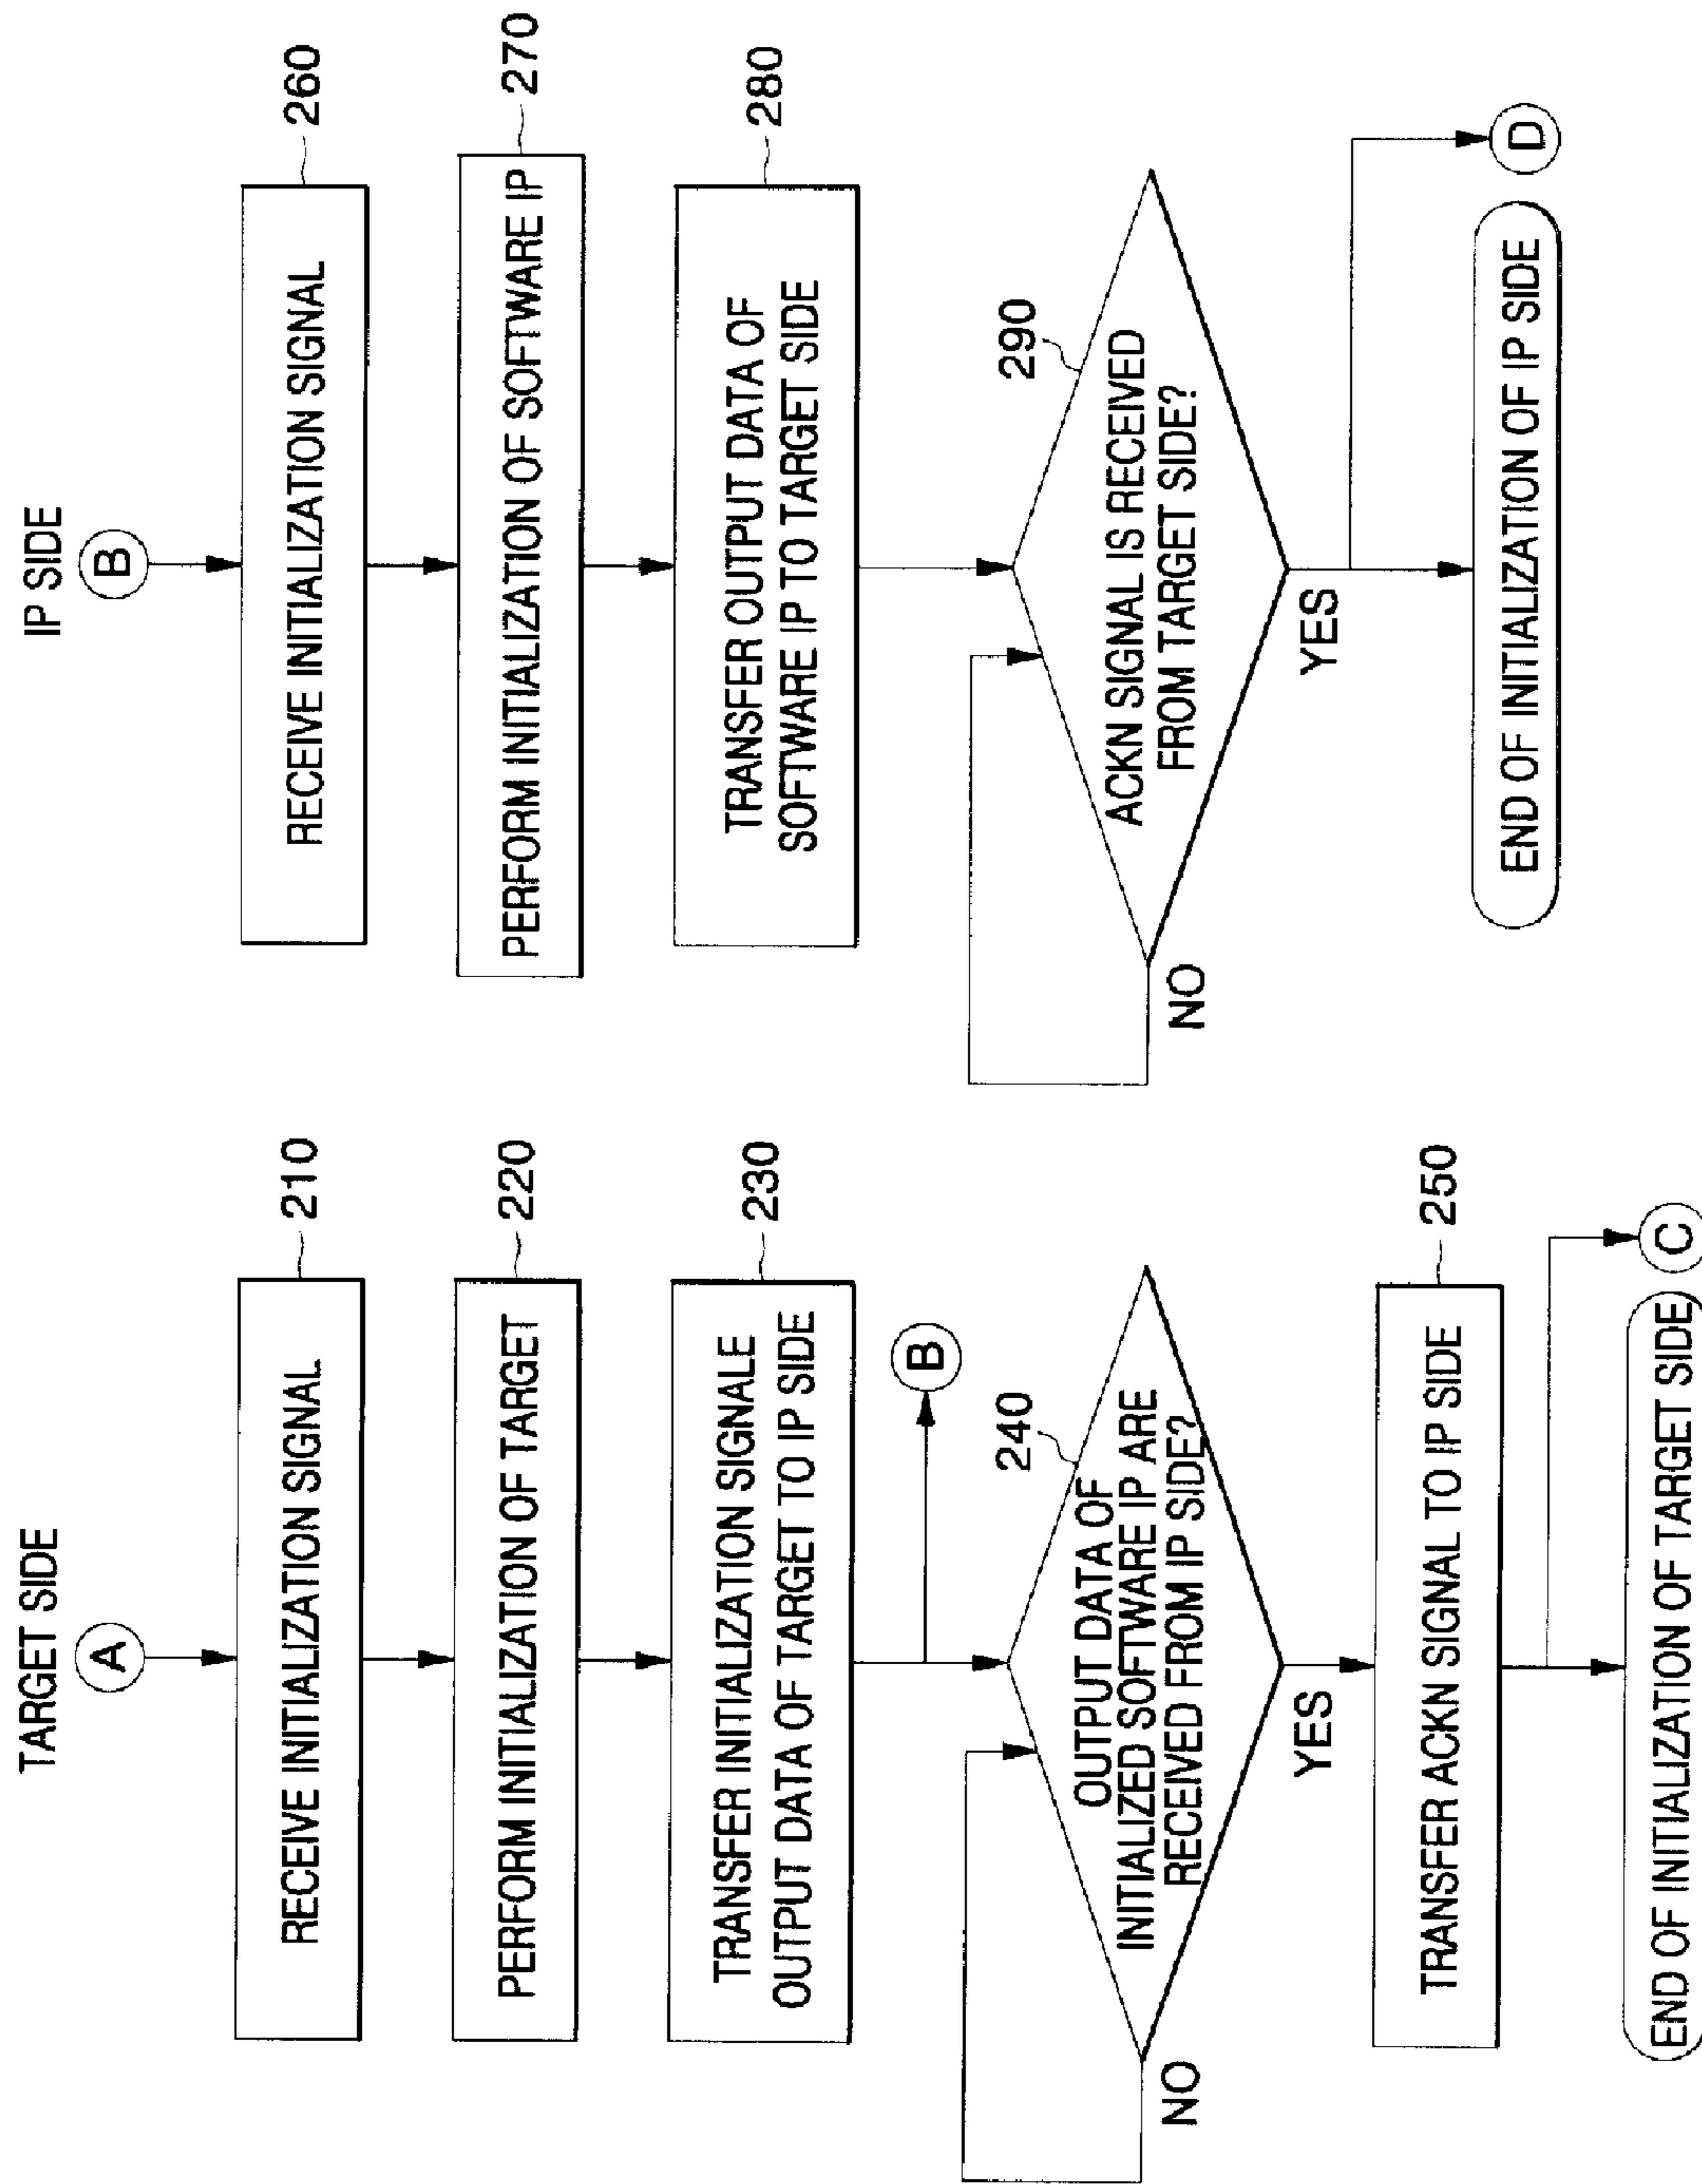 TARGET SIDE
A
RECEIVE INITIALIZATION SIGNAL
210
PERFORM INITIALIZATION OF TARGET
220
TRANSFER INITIALIZATION SIGNALE
OUTPUT DATA OF TARGET TO IP SIDE
230
B
240
OUTPUT DATA OF
INITIALIZED SOFTWARE IP ARE
RECEIVED FROM IP SIDE?
NO
YES
TRANSFER ACKN SIGNAL TO IP SIDE
250
END OF INITIALIZATION OF TARGET SIDE
C
IP SIDE
B
RECEIVE INITIALIZATION SIGNAL
260
PERFORM INITIALIZATION OF SOFTWARE IP
270
TRANSFER OUTPUT DATA OF
SOFTWARE IP TO TARGET SIDE
280
290
ACKN SIGNAL IS RECEIVED
FROM TARGET SIDE?
NO
YES
END OF INITIALIZATION OF IP SIDE
D